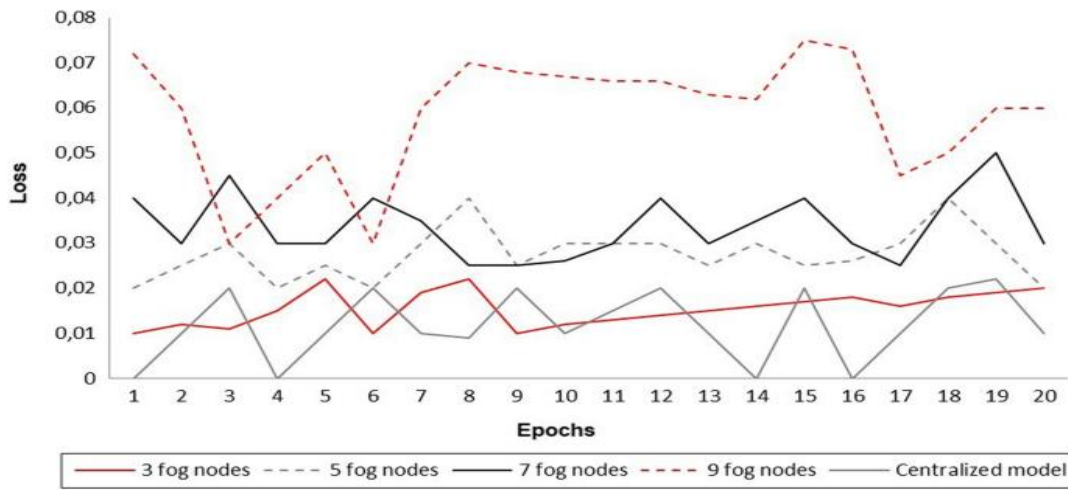 0,08
0,07
0,06
0,05
0,04
0,03
0,02
0,01
0
Loss
1 2 3 4 5 6 7 8 9 10 11 12 13 14 15 16 17 18 19 20
Epochs
3 fog nodes 5 fog nodes 7 fog nodes 9 fog nodes Centralized model